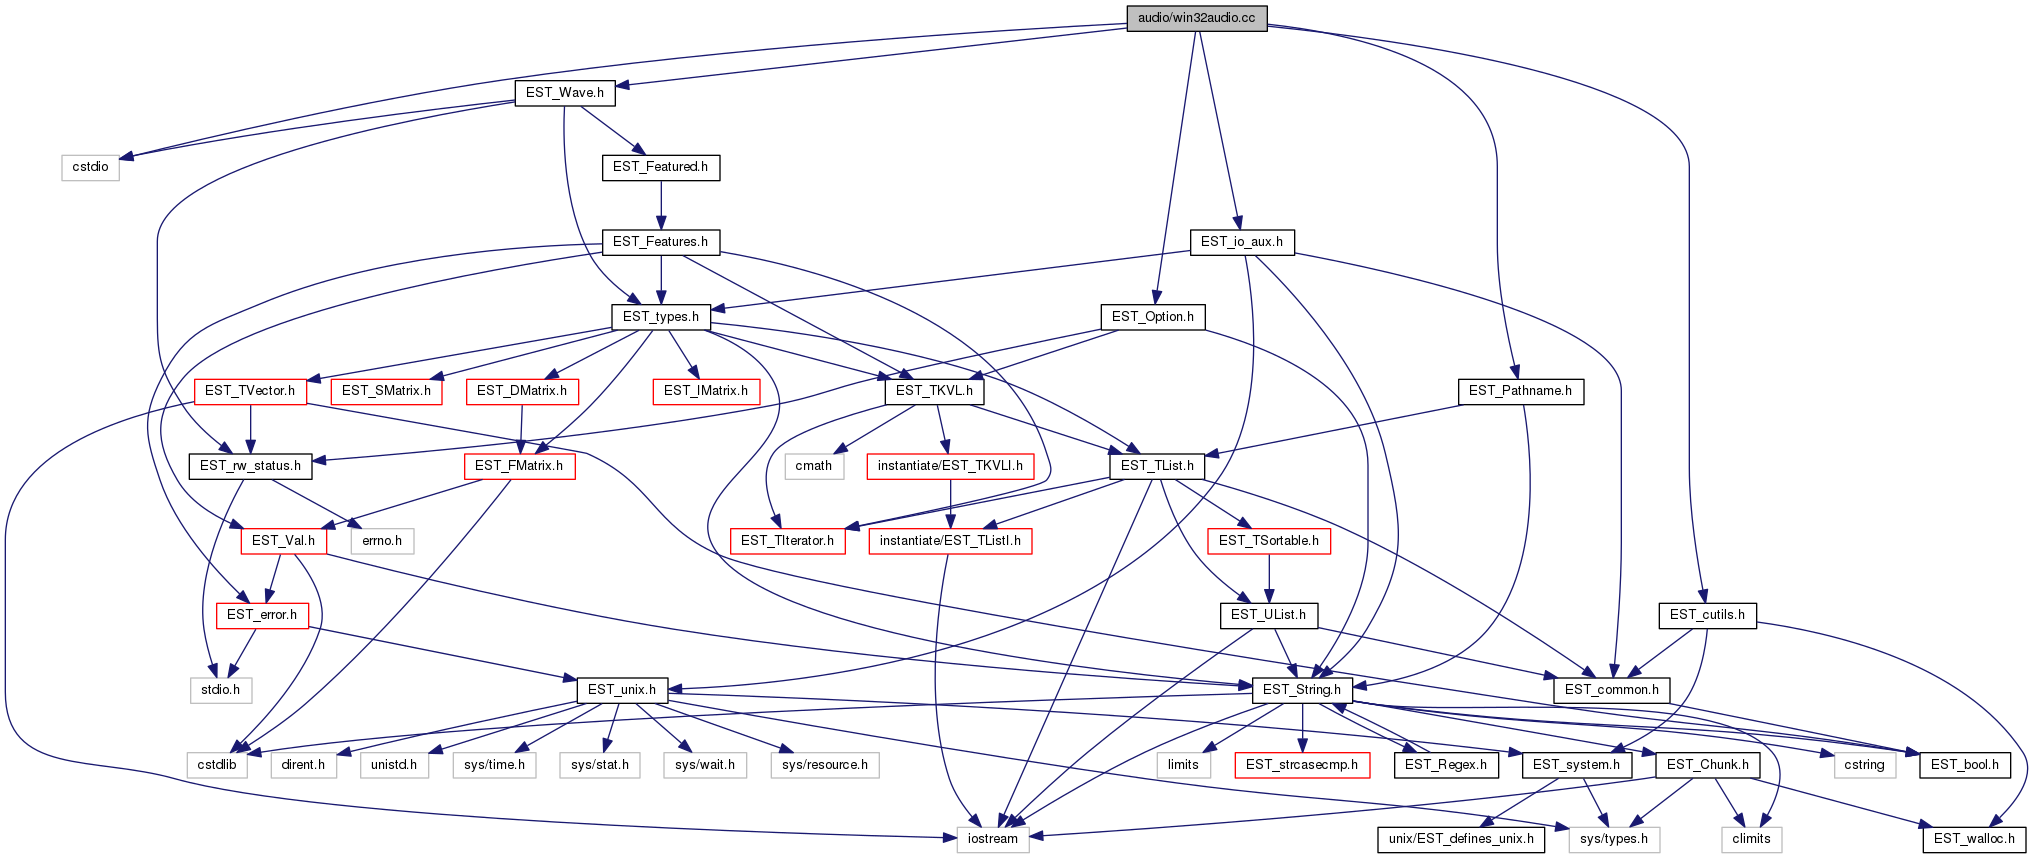 audio/win32audio.cc
EST_Wave.h
cstdio
EST_Featured.h
EST_Features.h
EST_io_aux.h
EST_types.h
EST_Option.h
EST_TVector.h
EST_SMatrix.h
EST_DMatrix.h
EST_IMatrix.h
EST_TKVL.h
EST_Pathname.h
EST_rw_status.h
EST_FMatrix.h
cmath
instantiate/EST_TKVLI.h
EST_TList.h
EST_Val.h
errno.h
EST_TIterator.h
instantiate/EST_TListI.h
EST_TSortable.h
EST_error.h
EST_UList.h
EST_cutils.h
stdio.h
EST_unix.h
EST_String.h
EST_common.h
cstdlib
dirent.h
unistd.h
sys/time.h
sys/stat.h
sys/wait.h
sys/resource.h
limits
EST_strcasecmp.h
EST_Regex.h
EST_system.h
EST_Chunk.h
cstring
EST_bool.h
iostream
unix/EST_defines_unix.h
sys/types.h
climits
EST_walloc.h